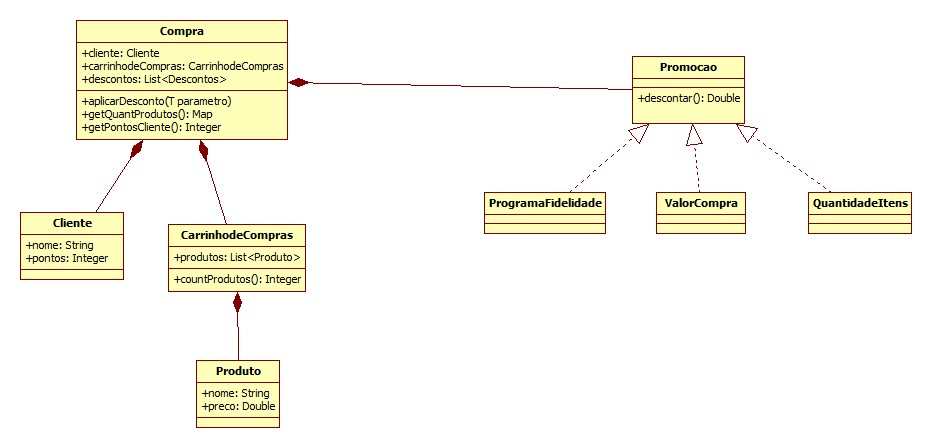 Compra
+cliente: Cliente
+carrinhodeCompras: CarrinhodeCompras
+descontos: List<Descontos>
+aplicarDesconto(T parametro)
+getQuantProdutos(): Map
+getPontosCliente(): Integer
Promocao
+descontar(): Double
ProgramaFidelidade
ValorCompra
QuantidadeItens
Cliente
+nome: String
+pontos: Integer
CarrinhodeCompras
+produtos: List<Produto>
+countProdutos(): Integer
Produto
+nome: String
+preco: Double